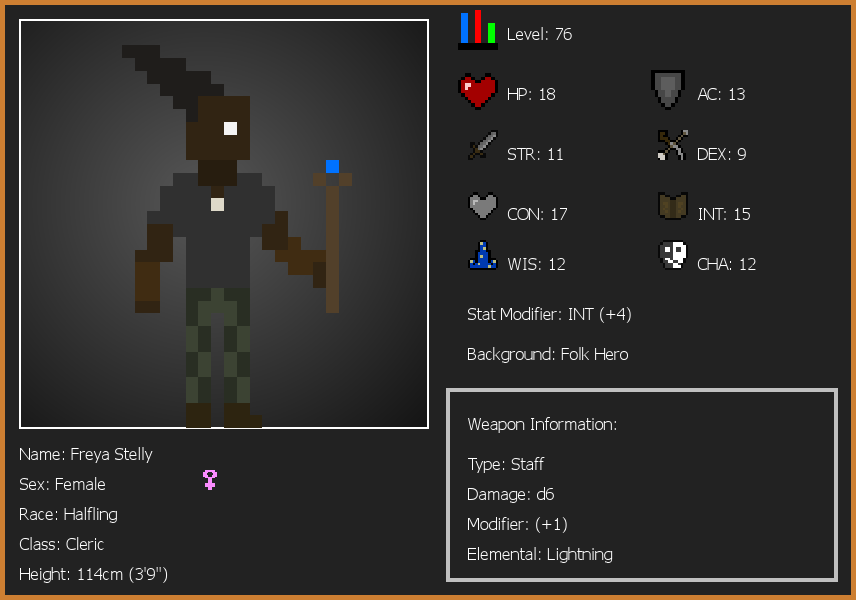 Level: 76
HP: 18
AC: 13
STR: 11
DEX: 9
CON: 17
INT: 15
WIS: 12
CHA: 12
Stat Modifier: INT (+4)
Background: Folk Hero
Weapon Information:
Type: Staff
Damage: d6
Modifier: (+1)
Elemental: Lightning
Name: Freya Stelly
Sex: Female
Race: Halfling
Class: Cleric
Height: 114cm (3'9")